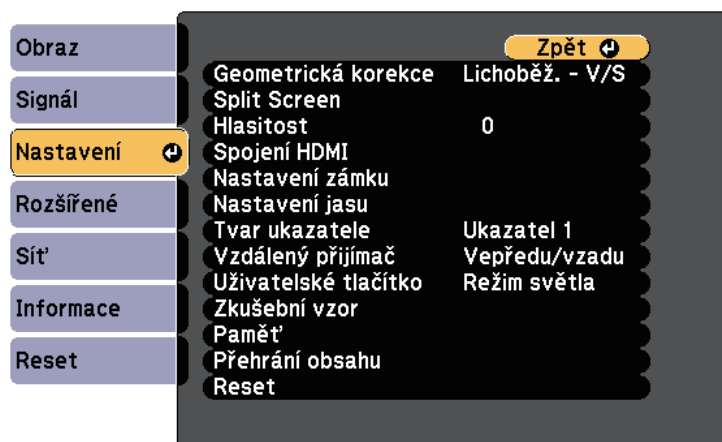 Obraz
Signál
Nastavení
Rozšířené
Síť
Informace
Reset
Zpět
Geometrická korekce Lichoběž. - V/S
Split Screen
Hlasitost 0
Spojení HDMI
Nastavení zámku
Nastavení jasu
Tvar ukazatele Ukazatel 1
Vzdálený přijímač Vepředu/vzadu
Uživatelské tlačítko Režim světla
Zkušební vzor
Paměť
Přehrání obsahu
Reset